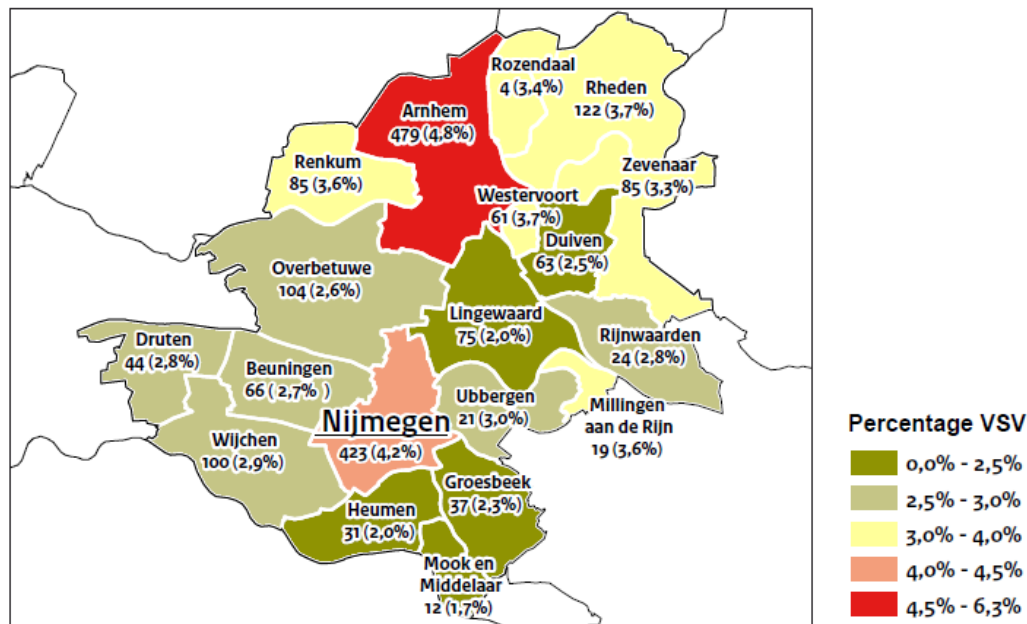 Rozendaal
4 (3,4%)
Rheden
122 (3,7%)
Arnhem
479 (4,8%)
Renkum
85 (3,6%)
Zevenaar
85 (3,3%)
Westervoort
61 (3,7%)
Duiven
63 (2,5%)
Overbetuwe
104 (2,6%)
Lingewaard
75 (2,0%)
Rijnwaarden
24 (2,8%)
Druten
44 (2,8%)
Beuningen
66 ( 2,7% )
Ubbergen
21 (3,0%)
Millingen
aan de Rijn
19 (3,6%)
Nijmegen
423 (4,2%)
Wijchen
100 (2,9%)
Groesbeek
37 (2,3%)
Heumen
31 (2,0%)
Mook en
Middelaar
12 (1,7%)
Percentage VSV
0,0% - 2,5%
2,5% - 3,0%
3,0% - 4,0%
4,0% - 4,5%
4,5% - 6,3%